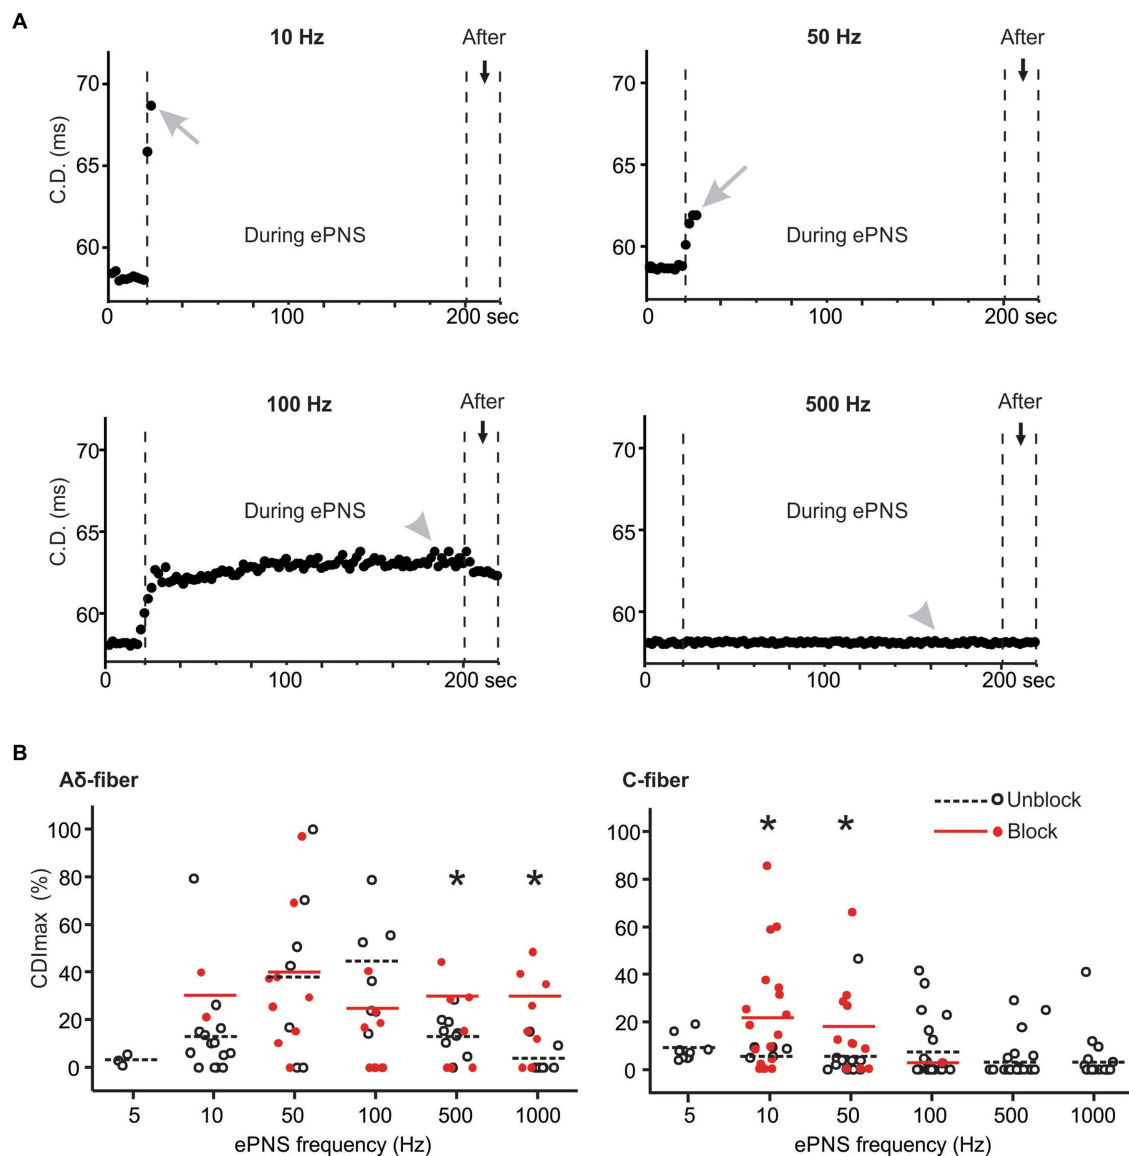 A
10 Hz
After
70
65
60
C.D. (ms)
During ePNS
0
100
200 sec
50 Hz
After
70
65
60
During ePNS
0
100
200 sec
100 Hz
After
70
65
60
C.D. (ms)
During ePNS
0
100
200 sec
500 Hz
After
70
65
60
During ePNS
0
100
200 sec
B
Aδ-fiber
100
80
60
40
20
0
CDImax (%)
* *
5 10 50 100 500 1000
ePNS frequency (Hz)
C-fiber
Unblock
Block
100
80
60
40
20
0
* *
5 10 50 100 500 1000
ePNS frequency (Hz)